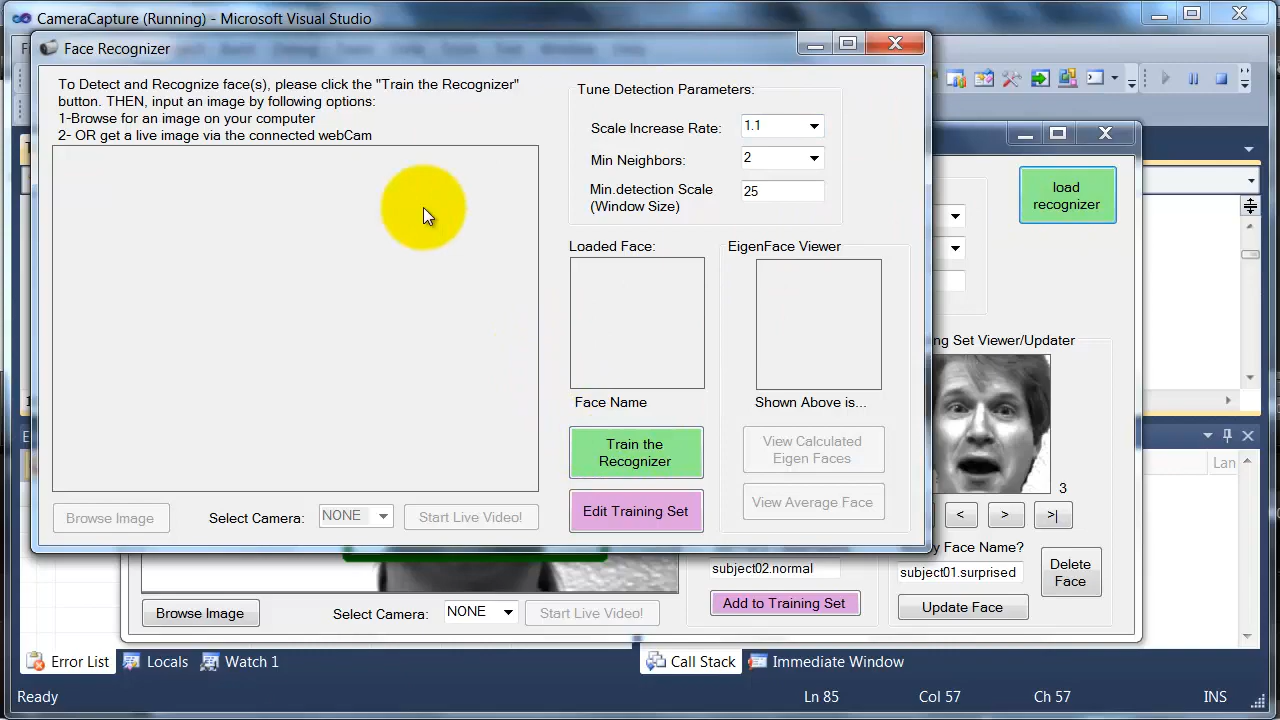 CameraCapture (Running) - Microsoft Visual Studio
Face Recognizer
To Detect and Recognize face(s), please click the "Train the Recognizer"
button. THEN, input an image by following options:
1-Browse for an image on your computer
2- OR get a live image via the connected webCam
Tune Detection Parameters:
Scale Increase Rate: 1.1
Min Neighbors: 2
Min.detection Scale
(Window Size)
25
load
recognizer
Loaded Face:
EigenFace Viewer
Face Name
Shown Above is...
Train the
Recognizer
View Calculated
Eigen Faces
Edit Training Set
View Average Face
Browse Image
Select Camera: NONE
Start Live Video!
ng Set Viewer/Updater
3
< > >|
y Face Name?
subject02.normal
subject01.surprised
Delete
Face
Add to Training Set
Update Face
Browse Image
Select Camera: NONE
Start Live Video!
Lan
Error List
Locals
Watch 1
Call Stack
Immediate Window
Ready
Ln 85
Col 57
Ch 57
INS